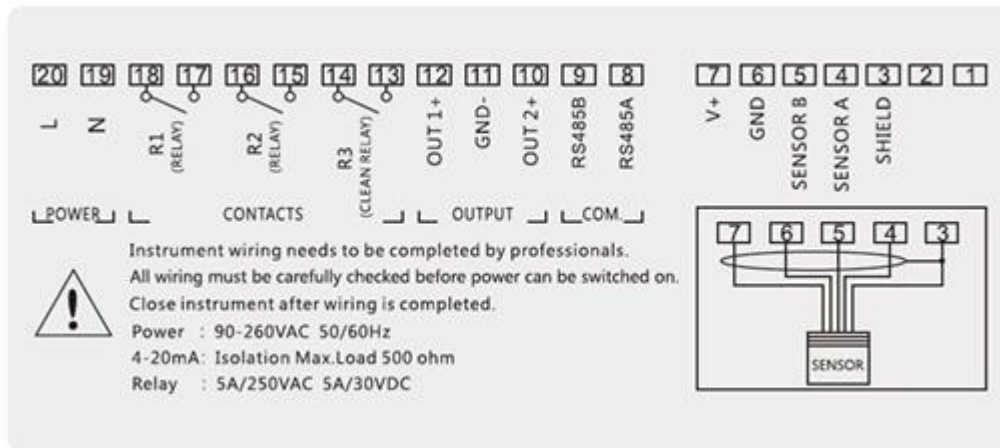 20 19 18 17 16 15 14 13 12 11 10 9 8 7 6 5 4 3 2 1
L
N
R1
(RELAY)
R2
(RELAY)
R3
(CLEAN RELAY)
OUT 1+
GND-
OUT 2+
RS485B
RS485A
V+
GND
SENSOR B
SENSOR A
SHIELD
POWER CONTACTS OUTPUT COM.
Instrument wiring needs to be completed by professionals.
All wiring must be carefully checked before power can be switched on.
Close instrument after wiring is completed.
Power : 90-260VAC 50/60Hz
4-20mA: Isolation Max.Load 500 ohm
Relay : 5A/250VAC 5A/30VDC
!
7 6 5 4 3
SENSOR